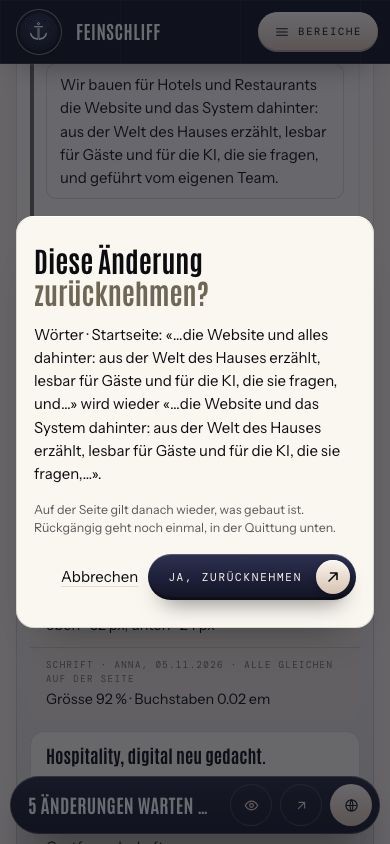 FEINSCHLIFF
BEREICHE
Wir bauen für Hotels und Restaurants
die Website und das System dahinter:
aus der Welt des Hauses erzählt, lesbar
für Gäste und für die KI, die sie fragen,
und geführt vom eigenen Team.
Diese Änderung
zurücknehmen?
Wörter · Startseite: «…die Website und alles
dahinter: aus der Welt des Hauses erzählt,
lesbar für Gäste und für die KI, die sie fragen,
und…» wird wieder «…die Website und das
System dahinter: aus der Welt des Hauses
erzählt, lesbar für Gäste und für die KI, die sie
fragen,…».
Auf der Seite gilt danach wieder, was gebaut ist.
Rückgängig geht noch einmal, in der Quittung unten.
Abbrechen
JA, ZURÜCKNEHMEN
SCHRIFT · ANNA, 05.11.2026 · ALLE GLEICHEN
AUF DER SEITE
Grösse 92 % · Buchstaben 0.02 em
Hospitality, digital neu gedacht.
5 ÄNDERUNGEN WARTEN …